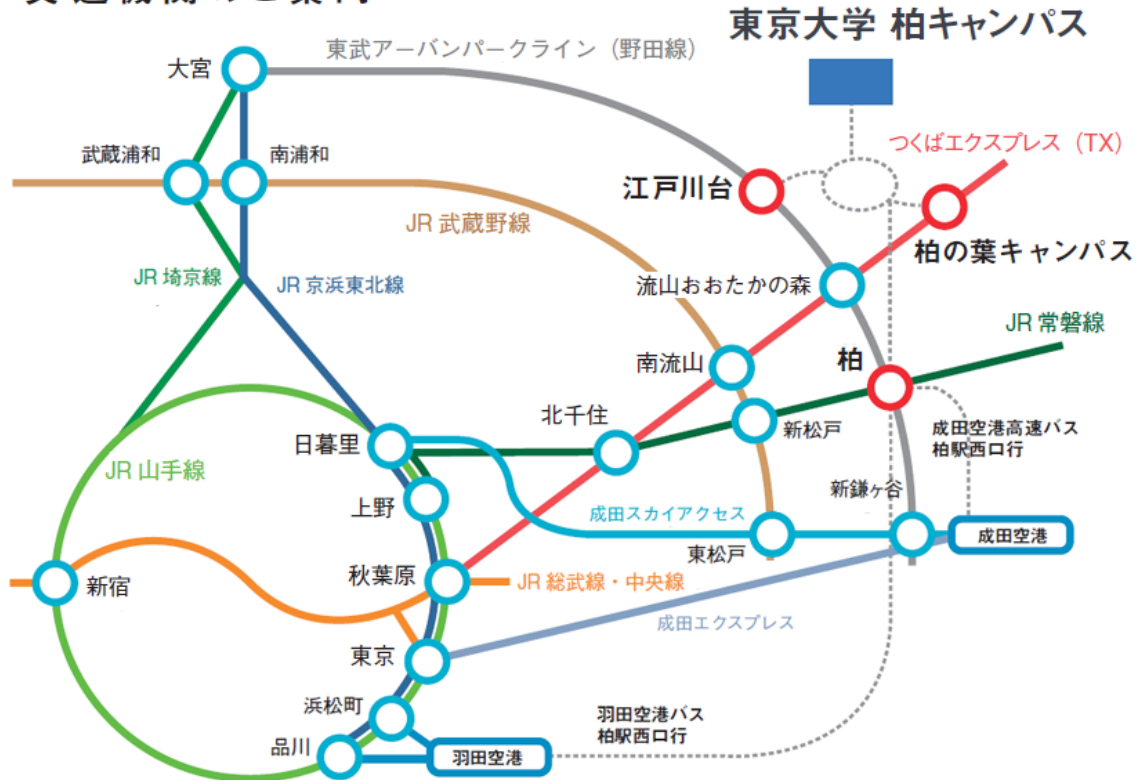 東京大学 柏キャンパス
東武アーバンパークライン（野田線）
大宮
つくばエクスプレス（TX）
武蔵浦和
南浦和
江戸川台
JR 武蔵野線
柏の葉キャンパス
JR 埼京線
JR 京浜東北線
流山おおたかの森
JR 常磐線
南流山
柏
北千住
新松戸
成田空港高速バス
柏駅西口行
日暮里
JR 山手線
上野
新鎌ヶ谷
成田スカイアクセス
東松戸
成田空港
新宿
秋葉原
JR 総武線・中央線
成田エクスプレス
東京
浜松町
羽田空港バス
柏駅西口行
品川
羽田空港